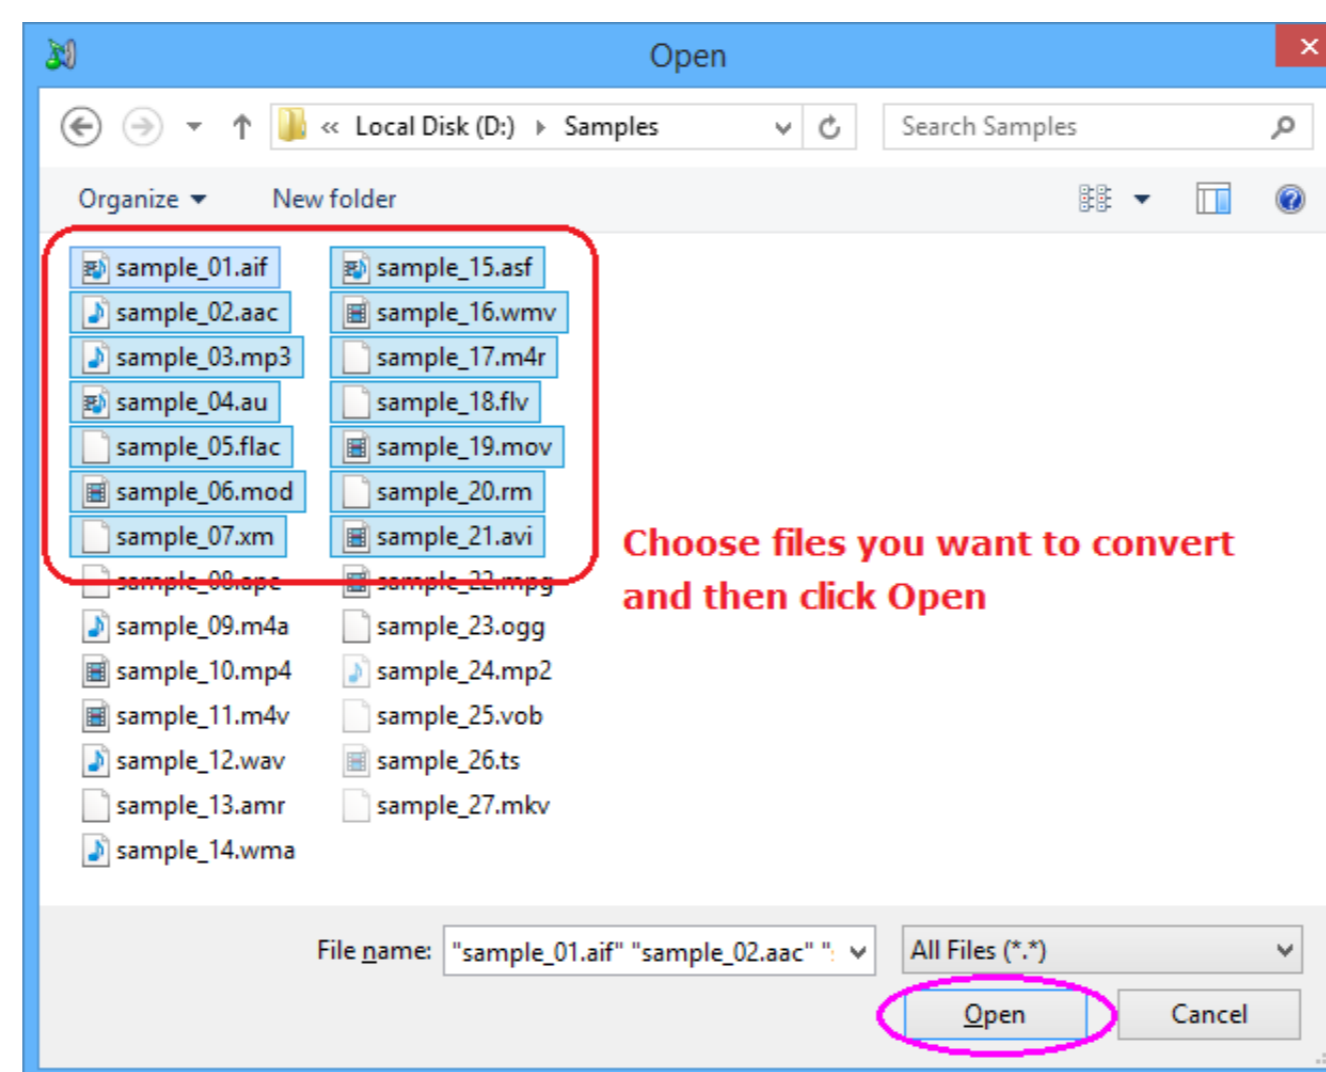 Open
« Local Disk (D:) Samples
Search Samples
Organize New folder
sample_01.aif
sample_02.aac
sample_03.mp3
sample_04.au
sample_05.flac
sample_06.mod
sample_07.xm
sample_08.ape
sample_09.m4a
sample_10.mp4
sample_11.m4v
sample_12.wav
sample_13.amr
sample_14.wma
sample_15.asf
sample_16.wmv
sample_17.m4r
sample_18.flv
sample_19.mov
sample_20.rm
sample_21.avi
sample_22.mpg
sample_23.ogg
sample_24.mp2
sample_25.vob
sample_26.ts
sample_27.mkv
Choose files you want to convert
and then click Open
File name: "sample_01.aif" "sample_02.aac" "
All Files (*.*)
Open Cancel